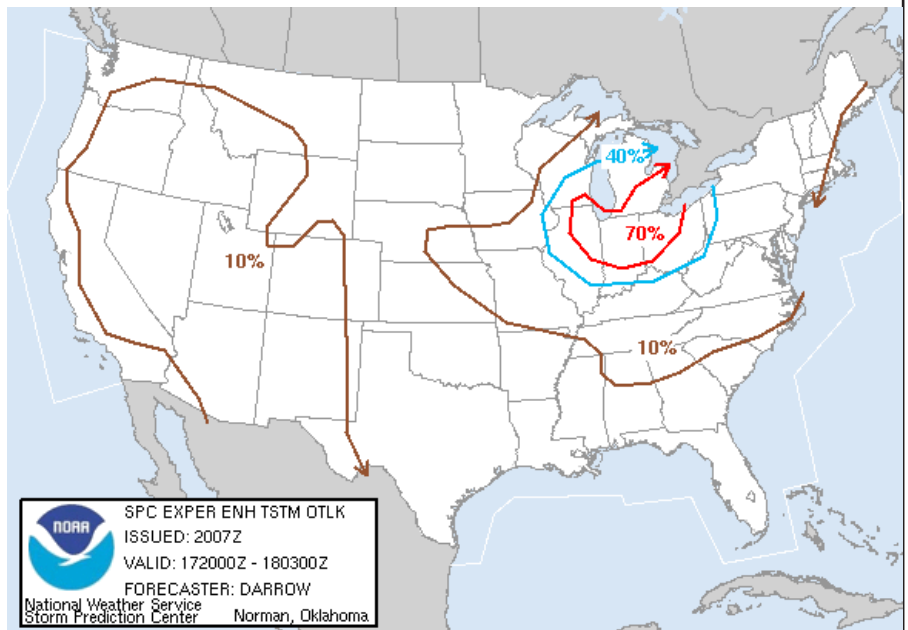 40%
70%
10%
10%
NOAA
SPC EXPER ENH TSTM OTLK
ISSUED: 2007Z
VALID: 172000Z - 180300Z
FORECASTER: DARROW
National Weather Service
Storm Prediction Center Norman, Oklahoma